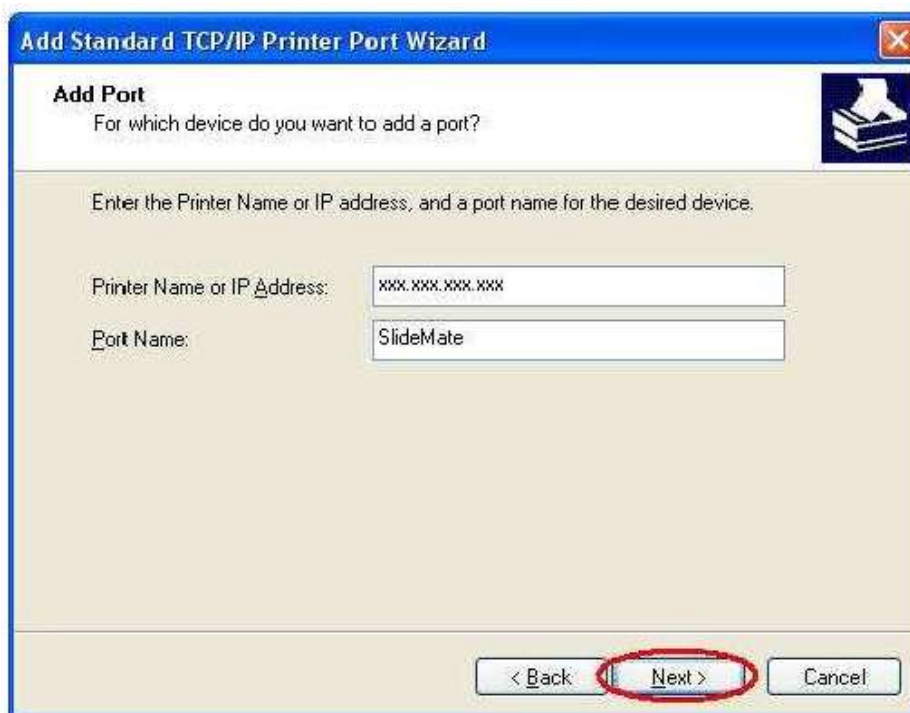 Add Standard TCP/IP Printer Port Wizard
Add Port
For which device do you want to add a port?
Enter the Printer Name or IP address, and a port name for the desired device.
Printer Name or IP Address: xxx.xxx.xxx.xxx
Port Name: SlideMate
< Back Next > Cancel